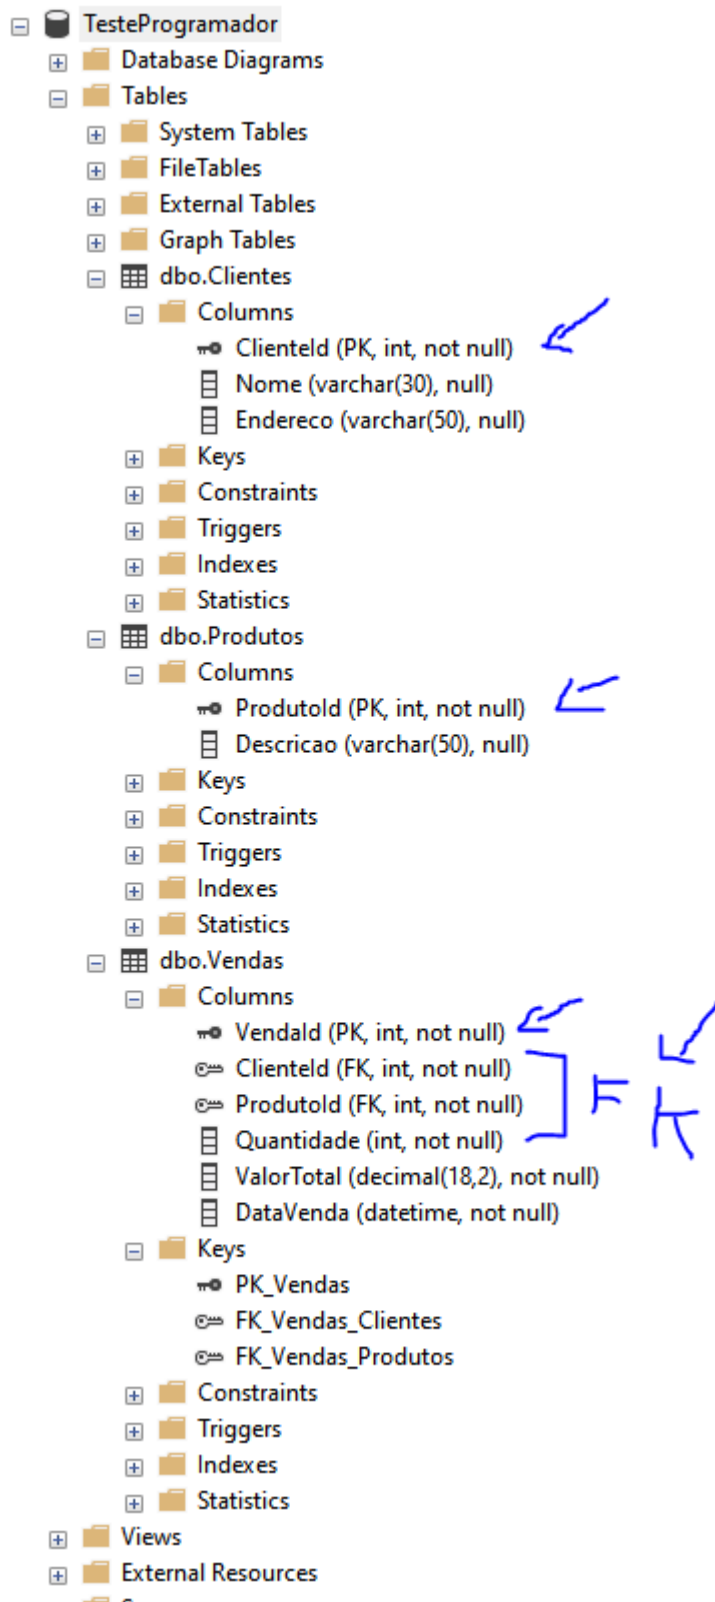 TesteProgramador
Database Diagrams
Tables
System Tables
FileTables
External Tables
Graph Tables
dbo.Clientes
Columns
ClienteId (PK, int, not null)
Nome (varchar(30), null)
Endereco (varchar(50), null)
Keys
Constraints
Triggers
Indexes
Statistics
dbo.Produtos
Columns
ProdutoId (PK, int, not null)
Descricao (varchar(50), null)
Keys
Constraints
Triggers
Indexes
Statistics
dbo.Vendas
Columns
VendaId (PK, int, not null)
ClienteId (FK, int, not null)
ProdutoId (FK, int, not null) FK
Quantidade (int, not null)
ValorTotal (decimal(18,2), not null)
DataVenda (datetime, not null)
Keys
PK_Vendas
FK_Vendas_Clientes
FK_Vendas_Produtos
Constraints
Triggers
Indexes
Statistics
Views
External Resources